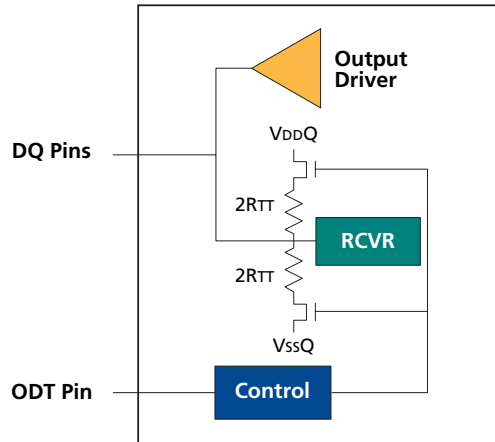 Output
Driver
VDDQ
DQ Pins
2RTT
RCVR
2RTT
VssQ
ODT Pin
Control